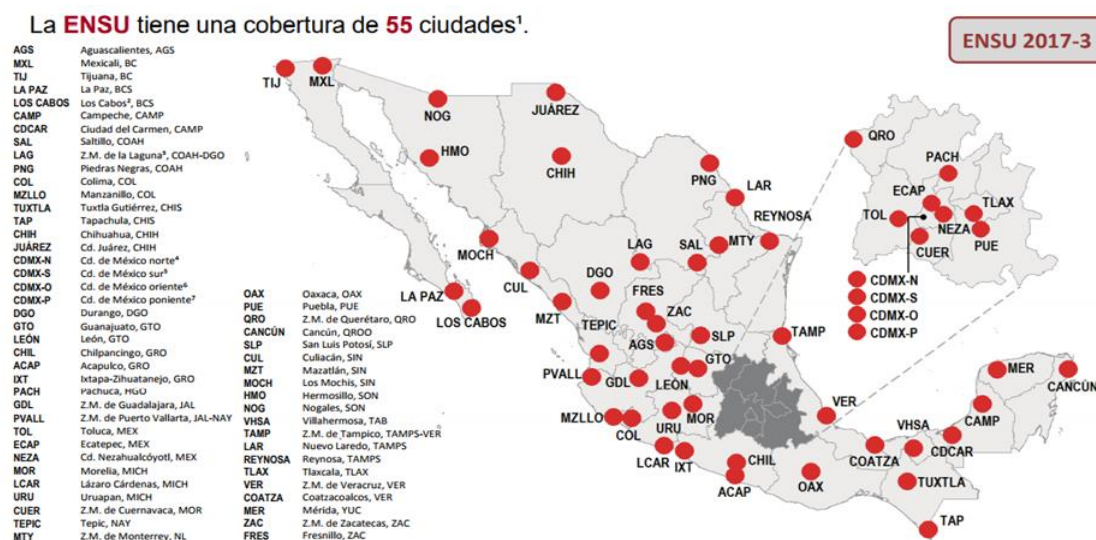 La ENSU tiene una cobertura de 55 ciudades¹.
ENSU 2017-3
AGS Aguascalientes, AGS
MXL Mexicali, BC
TIJ Tijuana, BC
LA PAZ La Paz, BCS
LOS CABOS Los Cabos², BCS
CAMP Campeche, CAMP
CDCAR Ciudad del Carmen, CAMP
SAL Saltillo, COAH
LAG Z.M. de la Laguna³, COAH-DGO
PNG Piedras Negras, COAH
COL Colima, COL
MZLLO Manzanillo, COL
TUXTLA Tuxtla Gutiérrez, CHIS
TAP Tapachula, CHIS
CHIH Chihuahua, CHIH
JUÁREZ Cd. Juárez, CHIH
CDMX-N Cd. de México norte⁴
CDMX-S Cd. de México sur⁵
CDMX-O Cd. de México oriente⁶
CDMX-P Cd. de México poniente⁷
DGO Durango, DGO
GTO Guanajuato, GTO
LEÓN León, GTO
CHIL Chilpancingo, GRO
ACAP Acapulco, GRO
IXT Ixtapa-Zihuatanejo, GRO
PACH Pachuca, HGO
GDL Z.M. de Guadalajara, JAL
PVALL Z.M. de Puerto Vallarta, JAL-NAY
TOL Toluca, MEX
ECAP Ecatepec, MEX
NEZA Cd. Nezahualcóyotl, MEX
MOR Morelia, MICH
LCAR Lázaro Cárdenas, MICH
URU Uruapan, MICH
CUER Z.M. de Cuernavaca, MOR
TEPIC Tepic, NAY
MTY Z.M. de Monterrey, NL
OAX Oaxaca, OAX
PUE Puebla, PUE
QRO Z.M. de Querétaro, QRO
CANCÚN Cancún, QROO
SLP San Luis Potosí, SLP
CUL Culiacán, SIN
MZT Mazatlán, SIN
MOCH Los Mochis, SIN
HMO Hermosillo, SON
NOG Nogales, SON
VHSA Villahermosa, TAB
TAMP Z.M. de Tampico, TAMPS-VER
LAR Nuevo Laredo, TAMPS
REYNOSA Reynosa, TAMPS
TLAX Tlaxcala, TLAX
VER Z.M. de Veracruz, VER
COATZA Coatzacoalcos, VER
MER Mérida, YUC
ZAC Z.M. de Zacatecas, ZAC
FRES Fresnillo, ZAC
TIJ
MXL
NOG
JUÁREZ
HMO
CHIH
PNG
LAR
REYNOSA
MOCH
LAG
SAL
MTY
CUL
DGO
LA PAZ
LOS CABOS
MZT
FRES
ZAC
TEPIC
AGS
SLP
TAMP
PVALL
GDL
LEÓN
GTO
MZLLO
COL
URU
MOR
LCAR
IXT
CHIL
ACAP
OAX
VER
COATZA
VHSA
CDCAR
CAMP
MER
CANCÚN
TUXTLA
TAP
QRO
PACH
ECAP
TLAX
TOL
NEZA
CUER
PUE
CDMX-N
CDMX-S
CDMX-O
CDMX-P